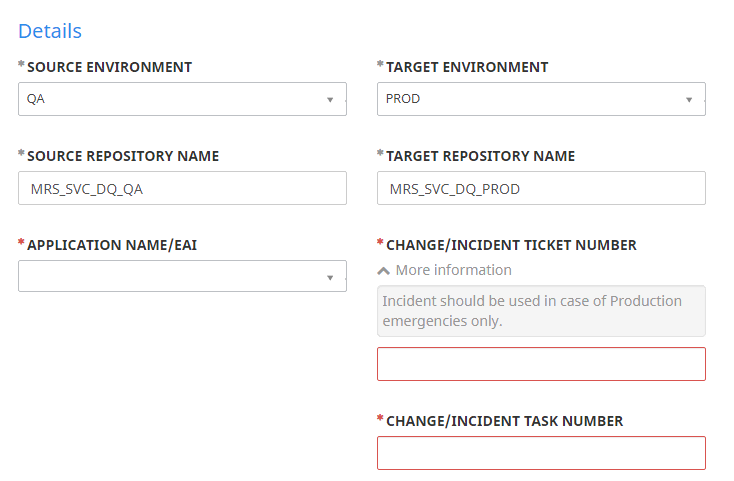 Details
* SOURCE ENVIRONMENT
* TARGET ENVIRONMENT
QA
PROD
* SOURCE REPOSITORY NAME
* TARGET REPOSITORY NAME
MRS_SVC_DQ_QA
MRS_SVC_DQ_PROD
* APPLICATION NAME/EAI
* CHANGE/INCIDENT TICKET NUMBER
More information
Incident should be used in case of Production
emergencies only.
* CHANGE/INCIDENT TASK NUMBER